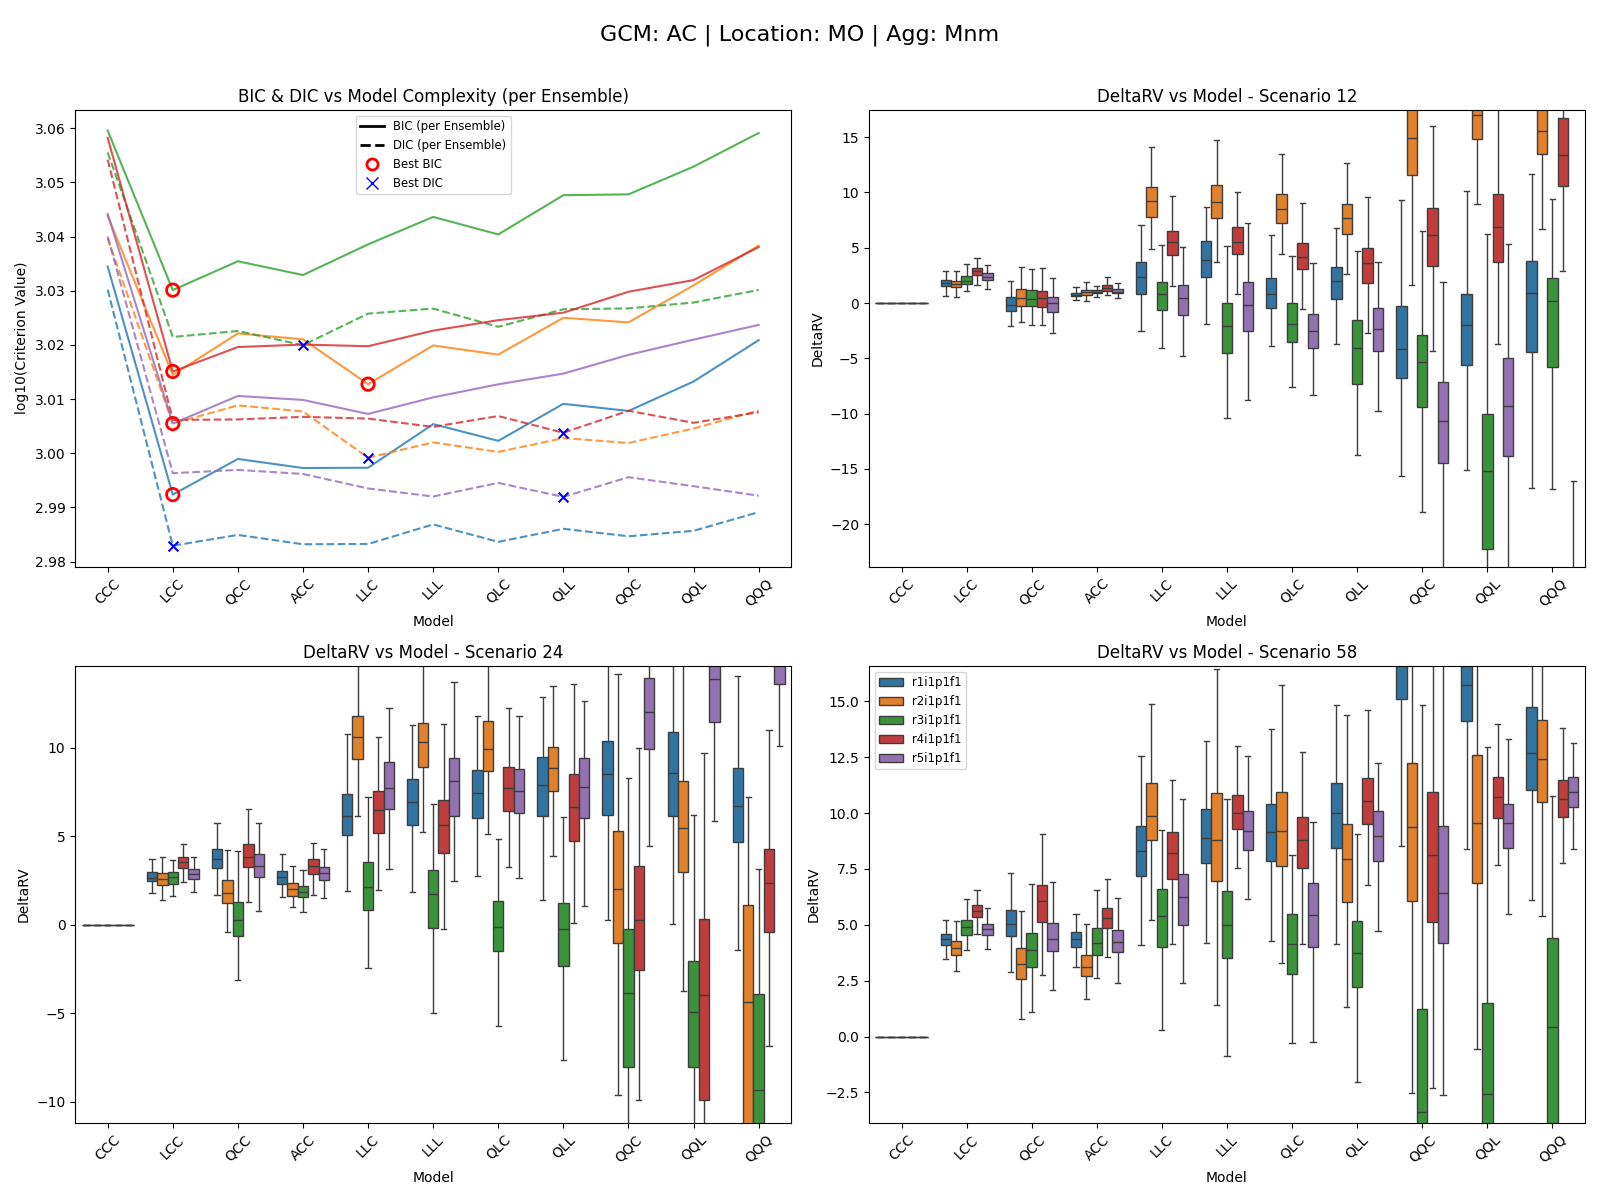 GCM: AC | Location: MO | Agg: Mnm
BIC & DIC vs Model Complexity (per Ensemble)
log10(Criterion Value)
3.06
3.05
3.04
3.03
3.02
3.01
3.00
2.99
2.98
BIC (per Ensemble)
DIC (per Ensemble)
Best BIC
Best DIC
CCC LCC QCC ACC LLC LLL QLC QLL QQC QQL QQQ
Model
DeltaRV vs Model - Scenario 12
DeltaRV
15
10
5
0
−5
−10
−15
−20
CCC LCC QCC ACC LLC LLL QLC QLL QQC QQL QQQ
Model
DeltaRV vs Model - Scenario 24
DeltaRV
10
5
0
−5
−10
CCC LCC QCC ACC LLC LLL QLC QLL QQC QQL QQQ
Model
DeltaRV vs Model - Scenario 58
DeltaRV
15.0
12.5
10.0
7.5
5.0
2.5
0.0
−2.5
r1i1p1f1
r2i1p1f1
r3i1p1f1
r4i1p1f1
r5i1p1f1
CCC LCC QCC ACC LLC LLL QLC QLL QQC QQL QQQ
Model